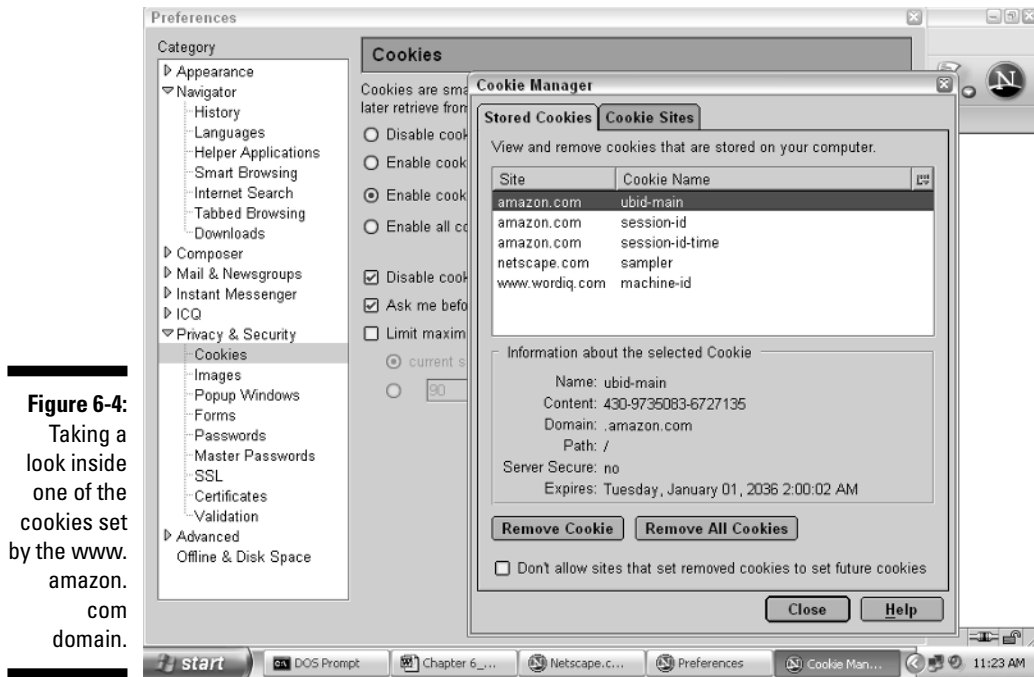 Preferences
Category
Appearance
Navigator
History
Languages
Helper Applications
Smart Browsing
Internet Search
Tabbed Browsing
Downloads
Composer
Mail & Newsgroups
Instant Messenger
ICQ
Privacy & Security
Cookies
Images
Popup Windows
Forms
Passwords
Master Passwords
SSL
Certificates
Validation
Advanced
Offline & Disk Space
Cookies
Cookies are sma
later retrieve from
Disable cook
Enable cook
Enable cook
Enable all co
Disable cook
Ask me befo
Limit maxim
current s
90
Cookie Manager
Stored Cookies
Cookie Sites
View and remove cookies that are stored on your computer.
Site Cookie Name
amazon.com ubid-main
amazon.com session-id
amazon.com session-id-time
netscape.com sampler
www.wordiq.com machine-id
Information about the selected Cookie
Name: ubid-main
Content: 430-9735083-6727135
Domain: .amazon.com
Path: /
Server Secure: no
Expires: Tuesday, January 01, 2036 2:00:02 AM
Remove Cookie
Remove All Cookies
Don't allow sites that set removed cookies to set future cookies
Close
Help
N
start
DOS Prompt
Chapter 6_...
Netscape.c...
Preferences
Cookie Man...
11:23 AM
Figure 6-4:
Taking a
look inside
one of the
cookies set
by the www.
amazon.
com
domain.